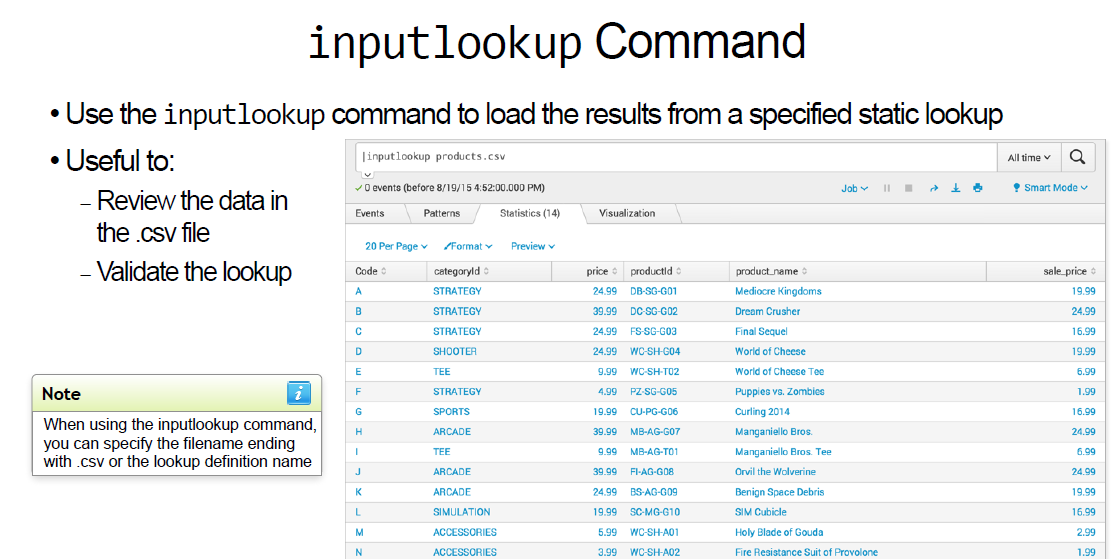 inputlookup Command
• Use the inputlookup command to load the results from a specified static lookup
• Useful to:
– Review the data in
the .csv file
– Validate the lookup
Note
When using the inputlookup command,
you can specify the filename ending
with .csv or the lookup definition name
|inputlookup products.csv
All time
0 events (before 8/19/15 4:52:00.000 PM)
Job
Smart Mode
Events Patterns Statistics (14) Visualization
20 Per Page Format Preview
Code categoryId price productId product_name sale_price
A STRATEGY 24.99 DB-SG-G01 Mediocre Kingdoms 19.99
B STRATEGY 39.99 DC-SG-G02 Dream Crusher 24.99
C STRATEGY 24.99 FS-SG-G03 Final Sequel 16.99
D SHOOTER 24.99 WC-SH-G04 World of Cheese 19.99
E TEE 9.99 WC-SH-T02 World of Cheese Tee 6.99
F STRATEGY 4.99 PZ-SG-G05 Puppies vs. Zombies 1.99
G SPORTS 19.99 CU-PG-G06 Curling 2014 16.99
H ARCADE 39.99 MB-AG-G07 Manganiello Bros. 24.99
I TEE 9.99 MB-AG-T01 Manganiello Bros. Tee 6.99
J ARCADE 39.99 FI-AG-G08 Orvil the Wolverine 24.99
K ARCADE 24.99 BS-AG-G09 Benign Space Debris 19.99
L SIMULATION 19.99 SC-MG-G10 SIM Cubicle 16.99
M ACCESSORIES 5.99 WC-SH-A01 Holy Blade of Gouda 2.99
N ACCESSORIES 3.99 WC-SH-A02 Fire Resistance Suit of Provolone 1.99